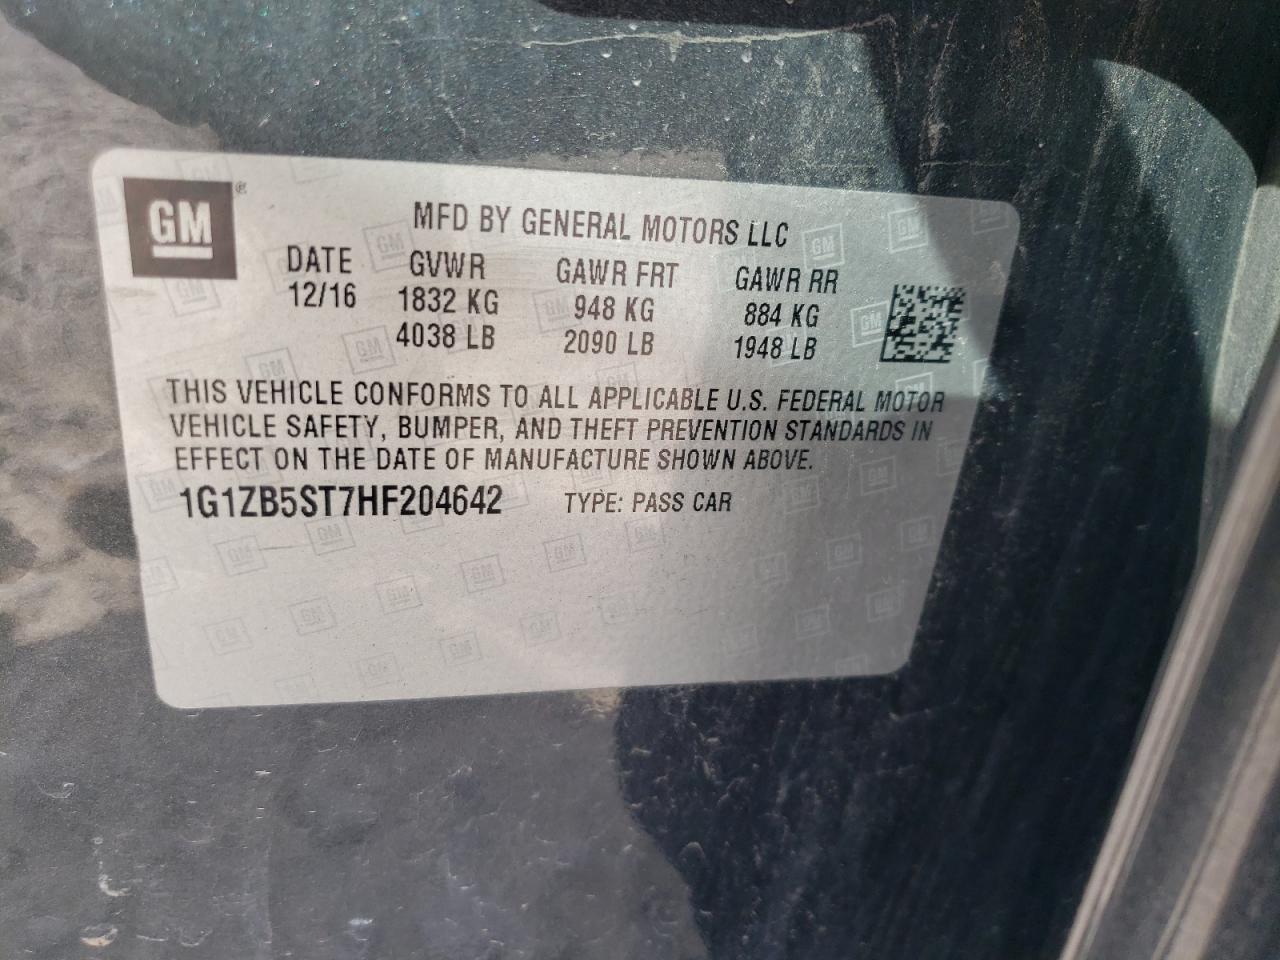 GM ®
MFD BY GENERAL MOTORS LLC
DATE GVWR GAWR FRT GAWR RR
12/16 1832 KG 948 KG 884 KG
4038 LB 2090 LB 1948 LB
THIS VEHICLE CONFORMS TO ALL APPLICABLE U.S. FEDERAL MOTOR
VEHICLE SAFETY, BUMPER, AND THEFT PREVENTION STANDARDS IN
EFFECT ON THE DATE OF MANUFACTURE SHOWN ABOVE.
1G1ZB5ST7HF204642 TYPE: PASS CAR